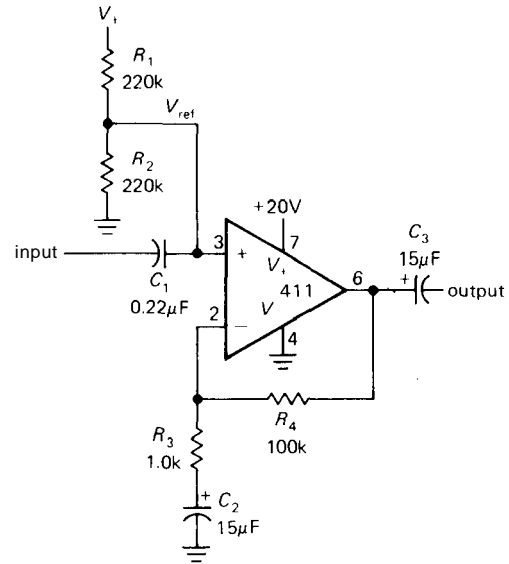 V+
R1
220k
Vref
R2
220k
+20V
7
C3
15μF
3
+
V+
6
+
input
411
output
C1
0.22μF
V
2
−
4
R4
100k
R3
1.0k
+
C2
15μF